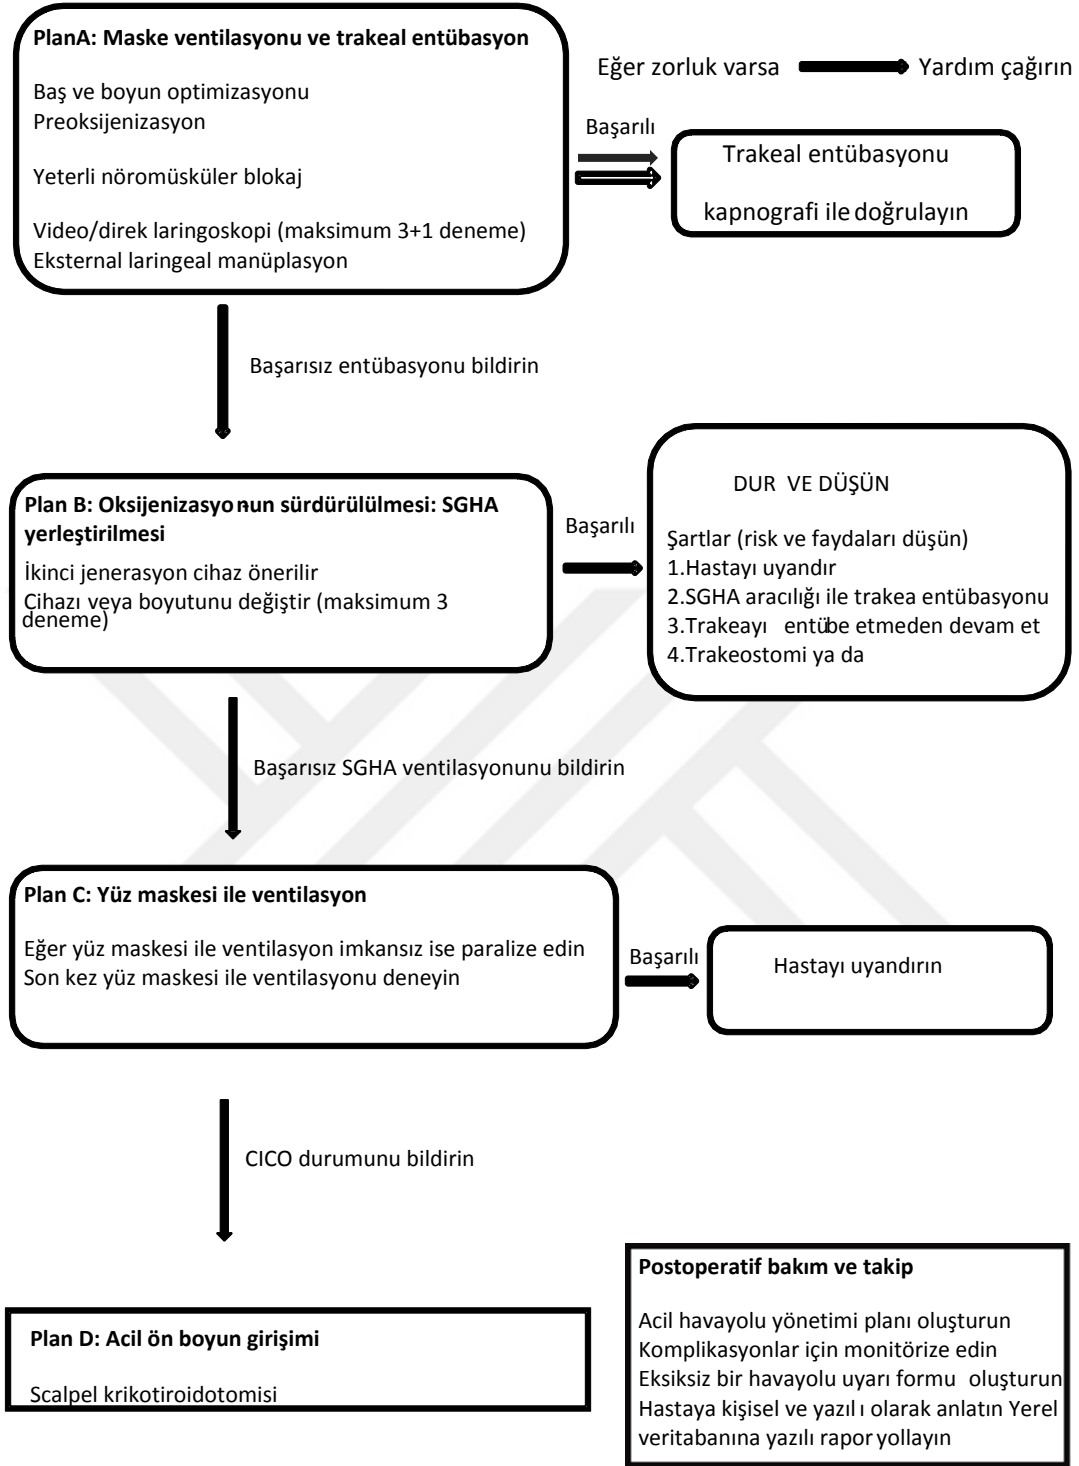 PlanA: Maske ventilasyonu ve trakeal entübasyon
Baş ve boyun optimizasyonu
Preoksijenizasyon
Yeterli nöromüsküler blokaj
Video/direk laringoskopi (maksimum 3+1 deneme)
Eksternal laringeal manüplasyon
Eğer zorluk varsa
Yardım çağırın
Başarılı
Trakeal entübasyonu
kapnografi ile doğrulayın
Başarısız entübasyonu bildirin
Plan B: Oksijenizasyonun sürdürülülmesi: SGHA
yerleştirilmesi
İkinci jenerasyon cihaz önerilir
Cihazı veya boyutunu değiştir (maksimum 3
deneme)
Başarılı
DUR VE DÜŞÜN
Şartlar (risk ve faydaları düşün)
1.Hastayı uyandır
2.SGHA aracılığı ile trakea entübasyonu
3.Trakeayı entübe etmeden devam et
4.Trakeostomi ya da
Başarısız SGHA ventilasyonunu bildirin
Plan C: Yüz maskesi ile ventilasyon
Eğer yüz maskesi ile ventilasyon imkansız ise paralize edin
Son kez yüz maskesi ile ventilasyonu deneyin
Başarılı
Hastayı uyandırın
CICO durumunu bildirin
Plan D: Acil ön boyun girişimi
Scalpel krikotiroidotomisi
Postoperatif bakım ve takip
Acil havayolu yönetimi planı oluşturun
Komplikasyonlar için monitörize edin
Eksiksiz bir havayolu uyarı formu oluşturun
Hastaya kişisel ve yazılı olarak anlatın Yerel
veritabanına yazılı rapor yollayın